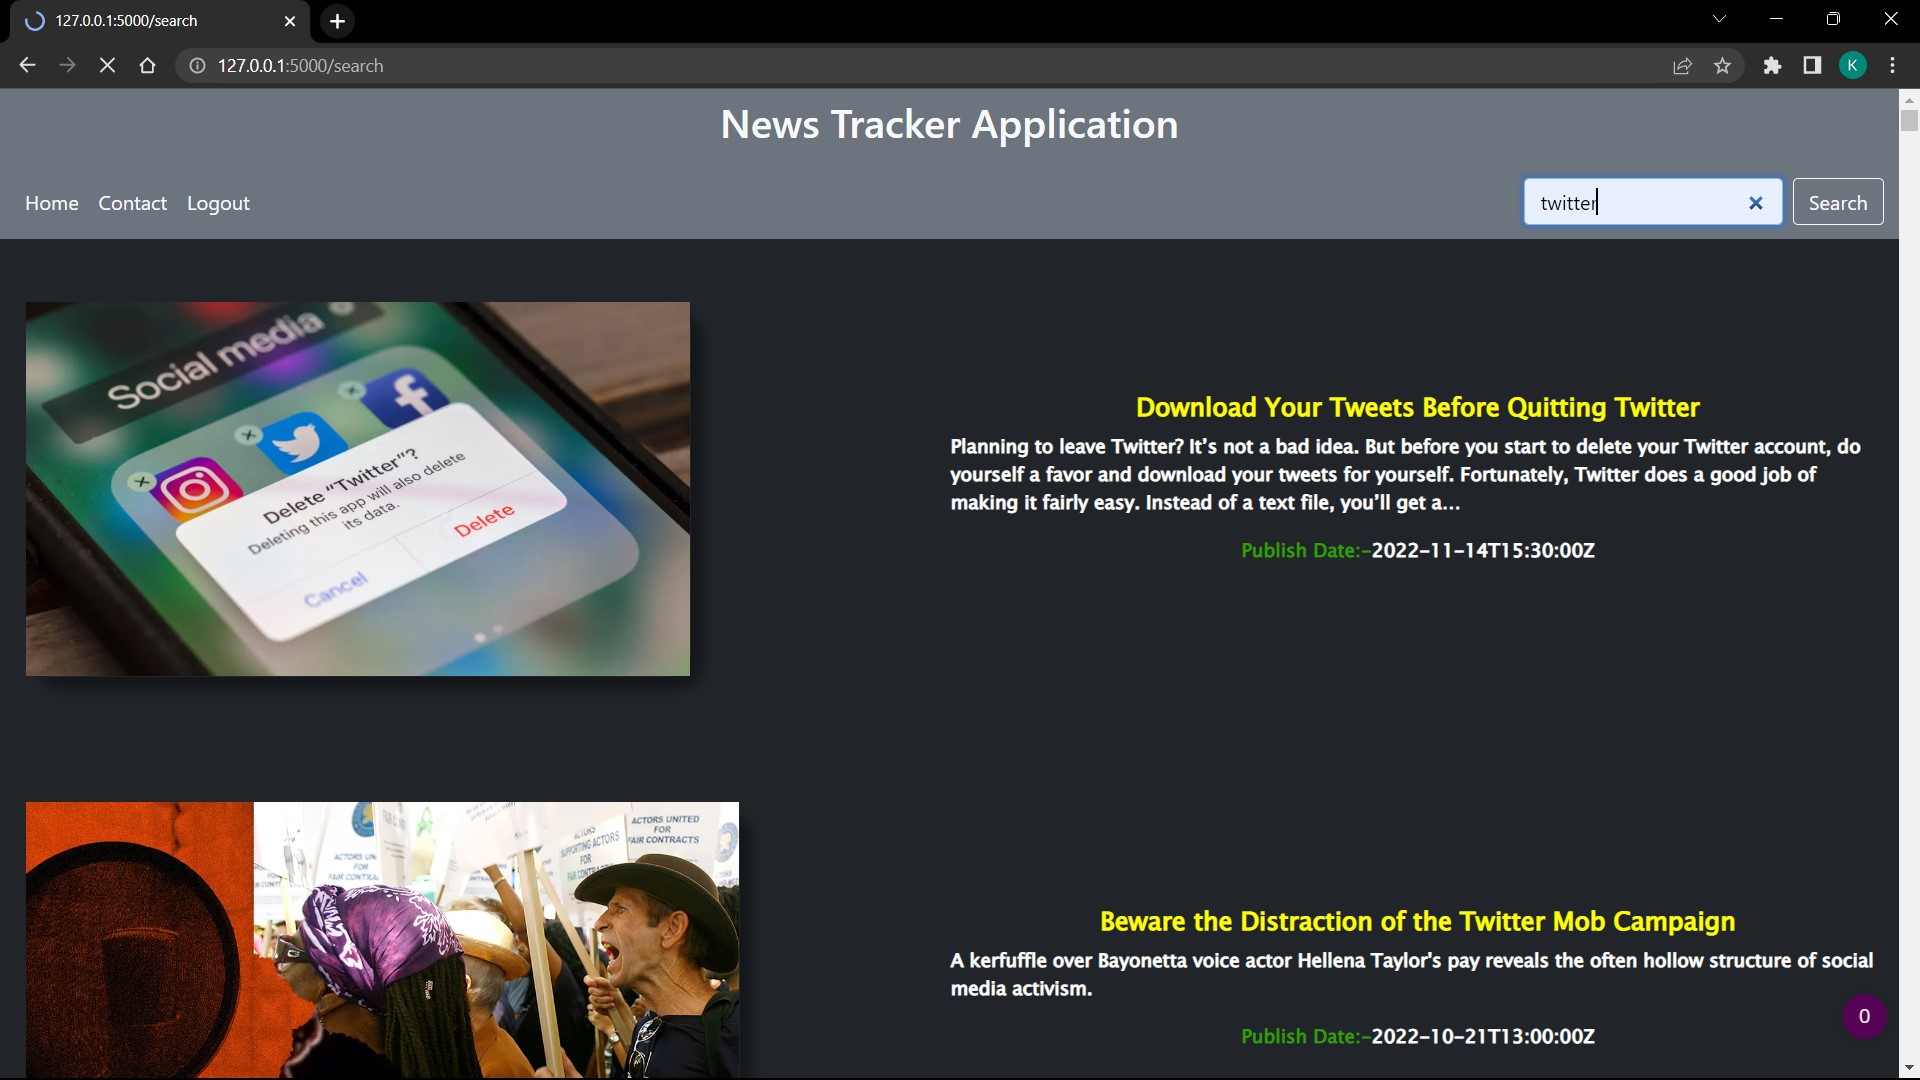 127.0.0.1:5000/search
127.0.0.1:5000/search
K
News Tracker Application
Home Contact Logout
twitter
Search
Social media
Delete “Twitter”?
Deleting this app will also delete
its data.
Cancel
Delete
Download Your Tweets Before Quitting Twitter
Planning to leave Twitter? It’s not a bad idea. But before you start to delete your Twitter account, do
yourself a favor and download your tweets for yourself. Fortunately, Twitter does a good job of
making it fairly easy. Instead of a text file, you’ll get a...
Publish Date:-2022-11-14T15:30:00Z
ACTORS UN
FOR
ACTORS
SUPPORTING ACTORS
FOR
ACTORS UNITED
FOR
FAIR CONTRACTS
Beware the Distraction of the Twitter Mob Campaign
A kerfuffle over Bayonetta voice actor Hellena Taylor's pay reveals the often hollow structure of social
media activism.
Publish Date:-2022-10-21T13:00:00Z
0